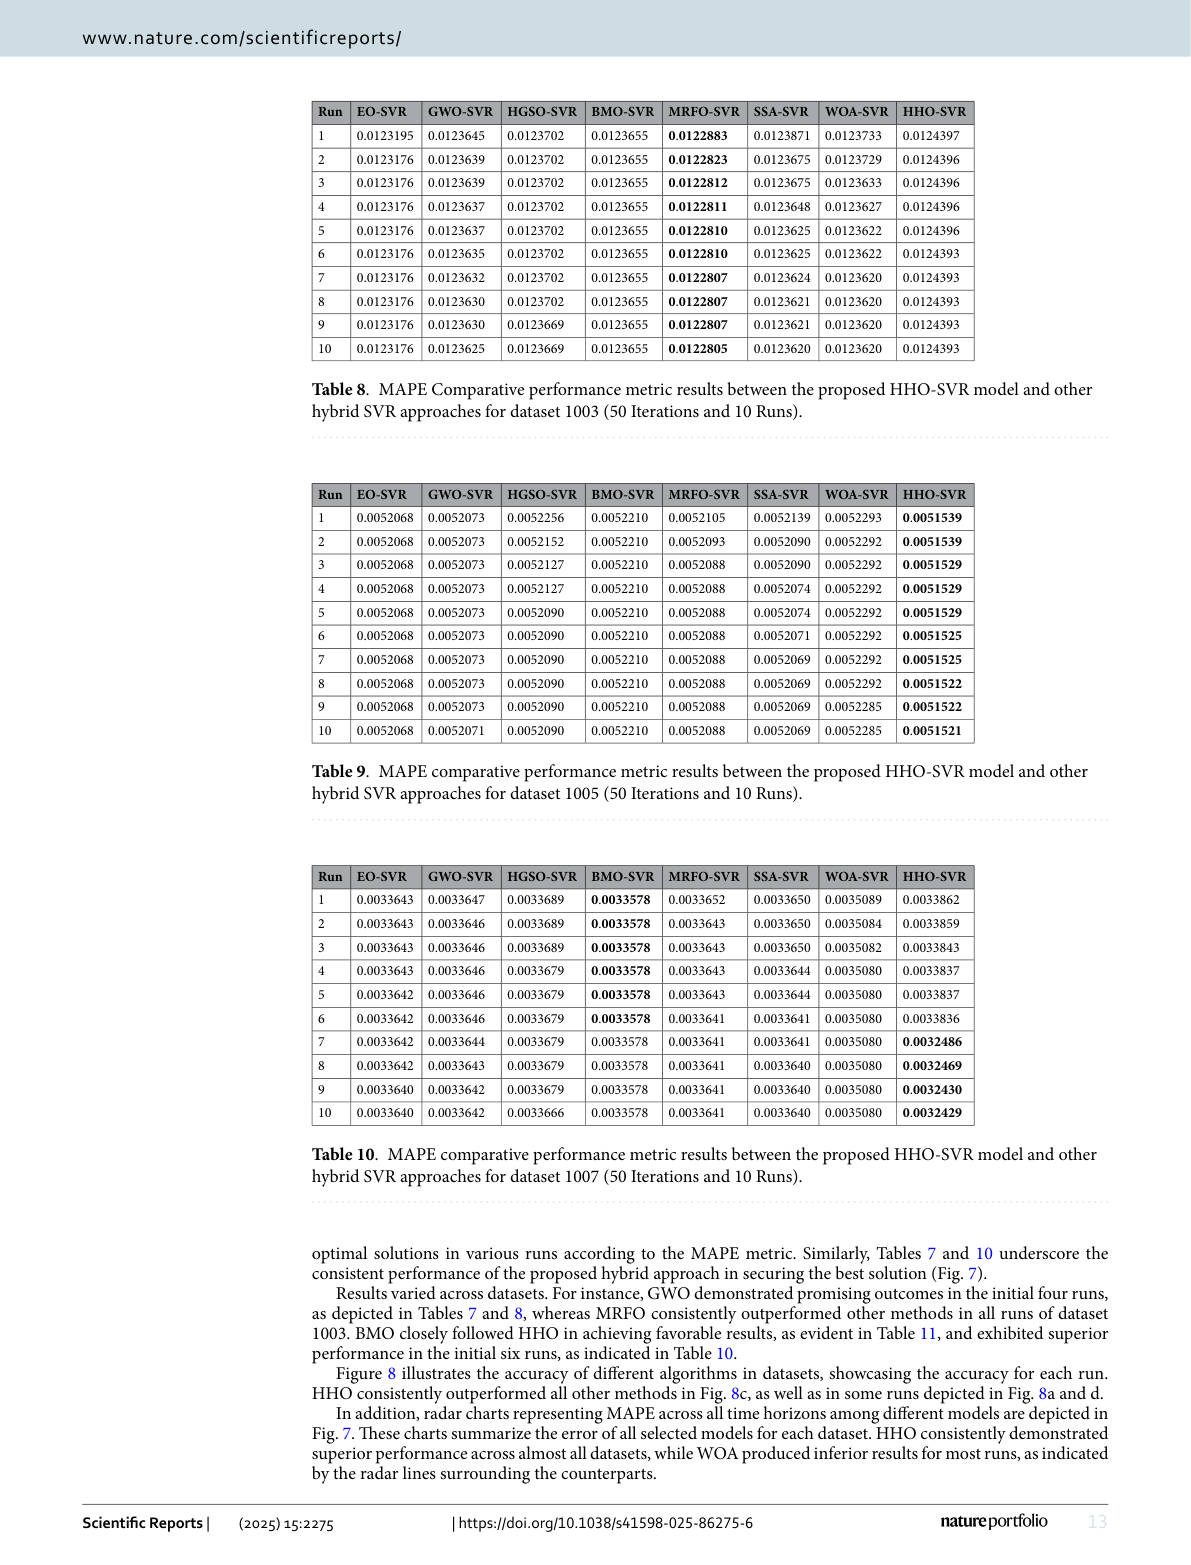 www.nature.com/scientificreports/
Run EO-SVR GWO-SVR HGSO-SVR BMO-SVR MRFO-SVR SSA-SVR WOA-SVR HHO-SVR
1 0.0123195 0.0123645 0.0123702 0.0123655 0.0122883 0.0123871 0.0123733 0.0124397
2 0.0123176 0.0123639 0.0123702 0.0123655 0.0122823 0.0123675 0.0123729 0.0124396
3 0.0123176 0.0123639 0.0123702 0.0123655 0.0122812 0.0123675 0.0123633 0.0124396
4 0.0123176 0.0123637 0.0123702 0.0123655 0.0122811 0.0123648 0.0123627 0.0124396
5 0.0123176 0.0123637 0.0123702 0.0123655 0.0122810 0.0123625 0.0123622 0.0124396
6 0.0123176 0.0123635 0.0123702 0.0123655 0.0122810 0.0123625 0.0123622 0.0124393
7 0.0123176 0.0123632 0.0123702 0.0123655 0.0122807 0.0123624 0.0123620 0.0124393
8 0.0123176 0.0123630 0.0123702 0.0123655 0.0122807 0.0123621 0.0123620 0.0124393
9 0.0123176 0.0123630 0.0123669 0.0123655 0.0122807 0.0123621 0.0123620 0.0124393
10 0.0123176 0.0123625 0.0123669 0.0123655 0.0122805 0.0123620 0.0123620 0.0124393
Table 8. MAPE Comparative performance metric results between the proposed HHO-SVR model and other
hybrid SVR approaches for dataset 1003 (50 Iterations and 10 Runs).
Run EO-SVR GWO-SVR HGSO-SVR BMO-SVR MRFO-SVR SSA-SVR WOA-SVR HHO-SVR
1 0.0052068 0.0052073 0.0052256 0.0052210 0.0052105 0.0052139 0.0052293 0.0051539
2 0.0052068 0.0052073 0.0052152 0.0052210 0.0052093 0.0052090 0.0052292 0.0051539
3 0.0052068 0.0052073 0.0052127 0.0052210 0.0052088 0.0052090 0.0052292 0.0051529
4 0.0052068 0.0052073 0.0052127 0.0052210 0.0052088 0.0052074 0.0052292 0.0051529
5 0.0052068 0.0052073 0.0052090 0.0052210 0.0052088 0.0052074 0.0052292 0.0051529
6 0.0052068 0.0052073 0.0052090 0.0052210 0.0052088 0.0052071 0.0052292 0.0051525
7 0.0052068 0.0052073 0.0052090 0.0052210 0.0052088 0.0052069 0.0052292 0.0051525
8 0.0052068 0.0052073 0.0052090 0.0052210 0.0052088 0.0052069 0.0052292 0.0051522
9 0.0052068 0.0052073 0.0052090 0.0052210 0.0052088 0.0052069 0.0052285 0.0051522
10 0.0052068 0.0052071 0.0052090 0.0052210 0.0052088 0.0052069 0.0052285 0.0051521
Table 9. MAPE comparative performance metric results between the proposed HHO-SVR model and other
hybrid SVR approaches for dataset 1005 (50 Iterations and 10 Runs).
Run EO-SVR GWO-SVR HGSO-SVR BMO-SVR MRFO-SVR SSA-SVR WOA-SVR HHO-SVR
1 0.0033643 0.0033647 0.0033689 0.0033578 0.0033652 0.0033650 0.0035089 0.0033862
2 0.0033643 0.0033646 0.0033689 0.0033578 0.0033643 0.0033650 0.0035084 0.0033859
3 0.0033643 0.0033646 0.0033689 0.0033578 0.0033643 0.0033650 0.0035082 0.0033843
4 0.0033643 0.0033646 0.0033679 0.0033578 0.0033643 0.0033644 0.0035080 0.0033837
5 0.0033642 0.0033646 0.0033679 0.0033578 0.0033643 0.0033644 0.0035080 0.0033837
6 0.0033642 0.0033646 0.0033679 0.0033578 0.0033641 0.0033641 0.0035080 0.0033836
7 0.0033642 0.0033644 0.0033679 0.0033578 0.0033641 0.0033641 0.0035080 0.0032486
8 0.0033642 0.0033643 0.0033679 0.0033578 0.0033641 0.0033640 0.0035080 0.0032469
9 0.0033640 0.0033642 0.0033679 0.0033578 0.0033641 0.0033640 0.0035080 0.0032430
10 0.0033640 0.0033642 0.0033666 0.0033578 0.0033641 0.0033640 0.0035080 0.0032429
Table 10. MAPE comparative performance metric results between the proposed HHO-SVR model and other
hybrid SVR approaches for dataset 1007 (50 Iterations and 10 Runs).
optimal solutions in various runs according to the MAPE metric. Similarly, Tables 7 and 10 underscore the
consistent performance of the proposed hybrid approach in securing the best solution (Fig. 7).
Results varied across datasets. For instance, GWO demonstrated promising outcomes in the initial four runs,
as depicted in Tables 7 and 8, whereas MRFO consistently outperformed other methods in all runs of dataset
1003. BMO closely followed HHO in achieving favorable results, as evident in Table 11, and exhibited superior
performance in the initial six runs, as indicated in Table 10.
Figure 8 illustrates the accuracy of different algorithms in datasets, showcasing the accuracy for each run.
HHO consistently outperformed all other methods in Fig. 8c, as well as in some runs depicted in Fig. 8a and d.
In addition, radar charts representing MAPE across all time horizons among different models are depicted in
Fig. 7. These charts summarize the error of all selected models for each dataset. HHO consistently demonstrated
superior performance across almost all datasets, while WOA produced inferior results for most runs, as indicated
by the radar lines surrounding the counterparts.
Scientific Reports | (2025) 15:2275 | https://doi.org/10.1038/s41598-025-86275-6 nature portfolio 13